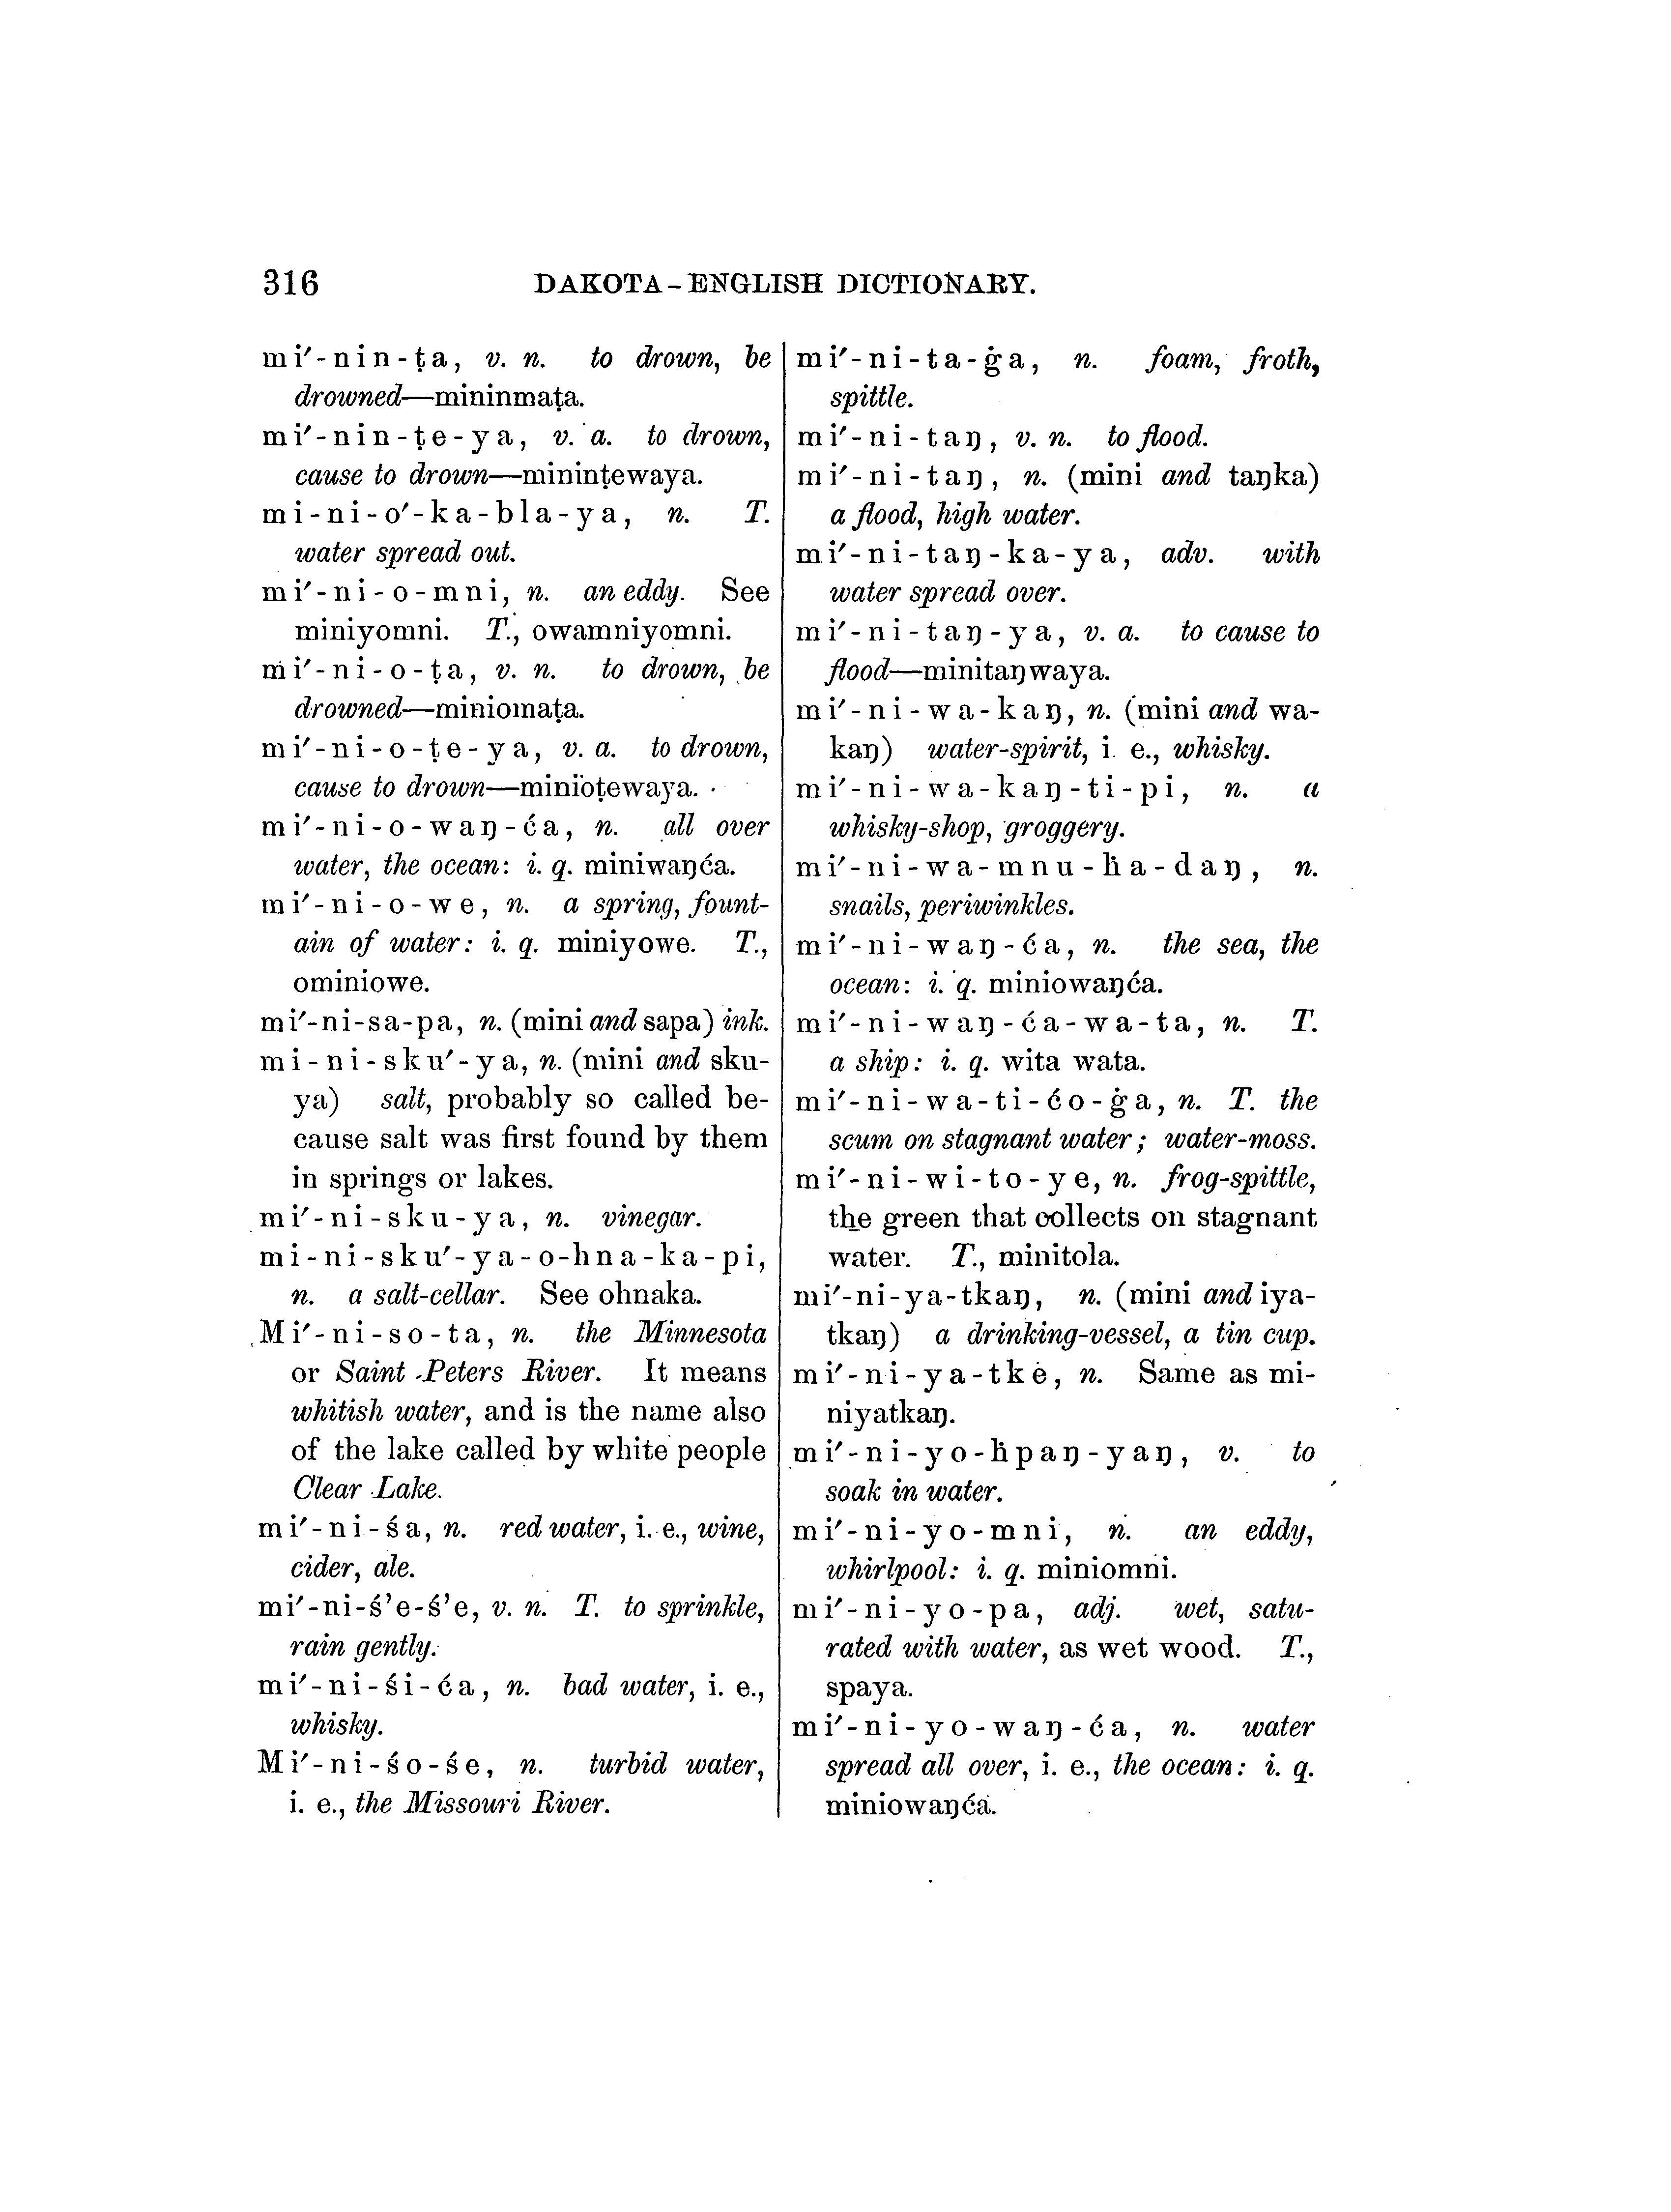 316 DAKOTA-ENGLISH DICTIONARY.
mi′-nin-ṭa, v. n. to drown, be
drowned—mininmaṭa.
mi′-nin-ṭe-ya, v. a. to drown,
cause to drown—mininṭewaya.
mi-ni-o′-ka-bla-ya, n. T.
water spread out.
mi′-ni-o-mni, n. an eddy. See
miniyomni. T., owamniyomni.
mi′-ni-o-ṭa, v. n. to drown, be
drowned—miniomaṭa.
mi′-ni-o-ṭe-ya, v. a. to drown,
cause to drown—minioṭewaya.
mi′-ni-o-waŋ-ća, n. all over
water, the ocean: i. q. miniwaŋća.
mi′-ni-o-we, n. a spring, fount-
ain of water: i. q. miniyowe. T.,
ominiowe.
mi′-ni-sa-pa, n. (mini and sapa) ink.
mi-ni-sku′-ya, n. (mini and sku-
ya) salt, probably so called be-
cause salt was first found by them
in springs or lakes.
mi′-ni-sku-ya, n. vinegar.
mi-ni-sku′-ya-o-hna-ka-pi,
n. a salt-cellar. See ohnaka.
Mi′-ni-so-ta, n. the Minnesota
or Saint Peters River. It means
whitish water, and is the name also
of the lake called by white people
Clear Lake.
mi′-ni-śa, n. red water, i. e., wine,
cider, ale.
mi′-ni-ś’e-ś’e, v. n. T. to sprinkle,
rain gently.
mi′-ni-śi-ća, n. bad water, i. e.,
whisky.
Mi′-ni-śo-śe, n. turbid water,
i. e., the Missouri River.
mi′-ni-ta-ġa, n. foam, froth,
spittle.
mi′-ni-taŋ, v. n. to flood.
mi′-ni-taŋ, n. (mini and taŋka)
a flood, high water.
mi′-ni-taŋ-ka-ya, adv. with
water spread over.
mi′-ni-taŋ-ya, v. a. to cause to
flood—minitaŋwaya.
mi′-ni-wa-kaŋ, n. (mini and wa-
kaŋ) water-spirit, i. e., whisky.
mi′-ni-wa-kaŋ-ti-pi, n. a
whisky-shop, groggery.
mi′-ni-wa-mnu-ḣa-daŋ, n.
snails, periwinkles.
mi′-ni-waŋ-ća, n. the sea, the
ocean: i. q. miniowaŋća.
mi′-ni-waŋ-ća-wa-ta, n. T.
a ship: i. q. wita wata.
mi′-ni-wa-ti-ćo-ġa, n. T. the
scum on stagnant water; water-moss.
mi′-ni-wi-to-ye, n. frog-spittle,
the green that collects on stagnant
water. T., minitola.
mi′-ni-ya-tkaŋ, n. (mini and iya-
tkaŋ) a drinking-vessel, a tin cup.
mi′-ni-ya-tke, n. Same as mi-
niyatkaŋ.
mi′-ni-yo-ḣpaŋ-yaŋ, v. to
soak in water.
mi′-ni-yo-mni, n. an eddy,
whirlpool: i. q. miniomni.
mi′-ni-yo-pa, adj. wet, satu-
rated with water, as wet wood. T.,
spaya.
mi′-ni-yo-waŋ-ća, n. water
spread all over, i. e., the ocean: i. q.
miniowaŋća.